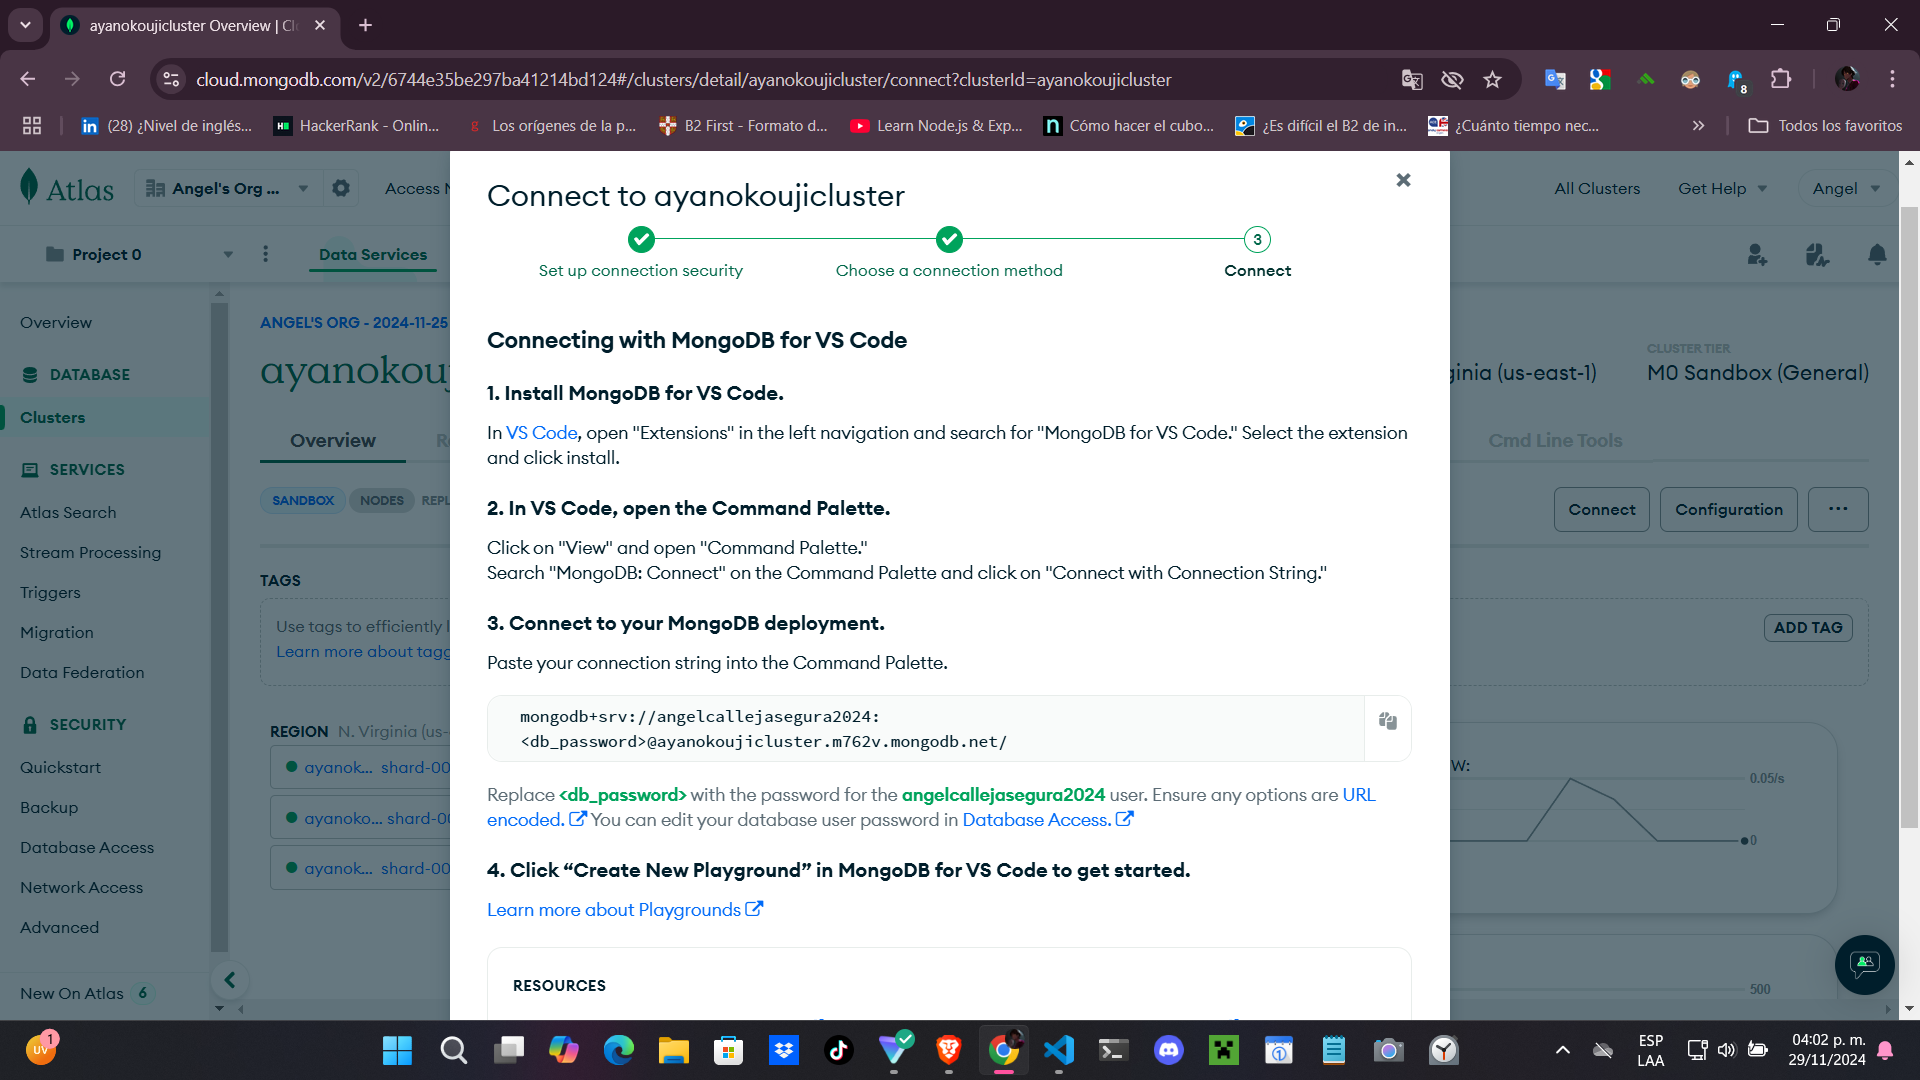 ayanokoujicluster Overview | Cl
cloud.mongodb.com/v2/6744e35be297ba41214bd124#/clusters/detail/ayanokoujicluster/connect?clusterId=ayanokoujicluster
8
(28) ¿Nivel de inglés...
HackerRank - Onlin...
Los orígenes de la p...
B2 First - Formato d...
Learn Node.js & Exp...
Cómo hacer el cubo...
¿Es difícil el B2 de in...
¿Cuánto tiempo nec...
Todos los favoritos
Atlas
Angel's Org ...
Access
All Clusters
Get Help
Angel
Project 0
Data Services
Overview
DATABASE
Clusters
SERVICES
Atlas Search
Stream Processing
Triggers
Migration
Data Federation
SECURITY
Quickstart
Backup
Database Access
Network Access
Advanced
New On Atlas 6
ANGEL'S ORG - 2024-11-25
ayanokou
Overview
SANDBOX
NODES
REPL
TAGS
Use tags to efficiently
Learn more about tagg
REGION N. Virginia (us-
ayanok... shard-00
ayanoko... shard-0
ayanok... shard-00
Connect to ayanokoujicluster
3
Set up connection security
Choose a connection method
Connect
Connecting with MongoDB for VS Code
1. Install MongoDB for VS Code.
In VS Code, open "Extensions" in the left navigation and search for "MongoDB for VS Code." Select the extension
and click install.
2. In VS Code, open the Command Palette.
Click on "View" and open "Command Palette."
Search "MongoDB: Connect" on the Command Palette and click on "Connect with Connection String."
3. Connect to your MongoDB deployment.
Paste your connection string into the Command Palette.
mongodb+srv://angelcallejasegura2024:
<db_password>@ayanokoujicluster.m762v.mongodb.net/
Replace <db_password> with the password for the angelcallejasegura2024 user. Ensure any options are URL
encoded. You can edit your database user password in Database Access.
4. Click “Create New Playground” in MongoDB for VS Code to get started.
Learn more about Playgrounds
RESOURCES
CLUSTER TIER
ginia (us-east-1)
M0 Sandbox (General)
Cmd Line Tools
Connect
Configuration
ADD TAG
W:
0.05/s
0
500
UV
1
ESP
LAA
04:02 p. m.
29/11/2024